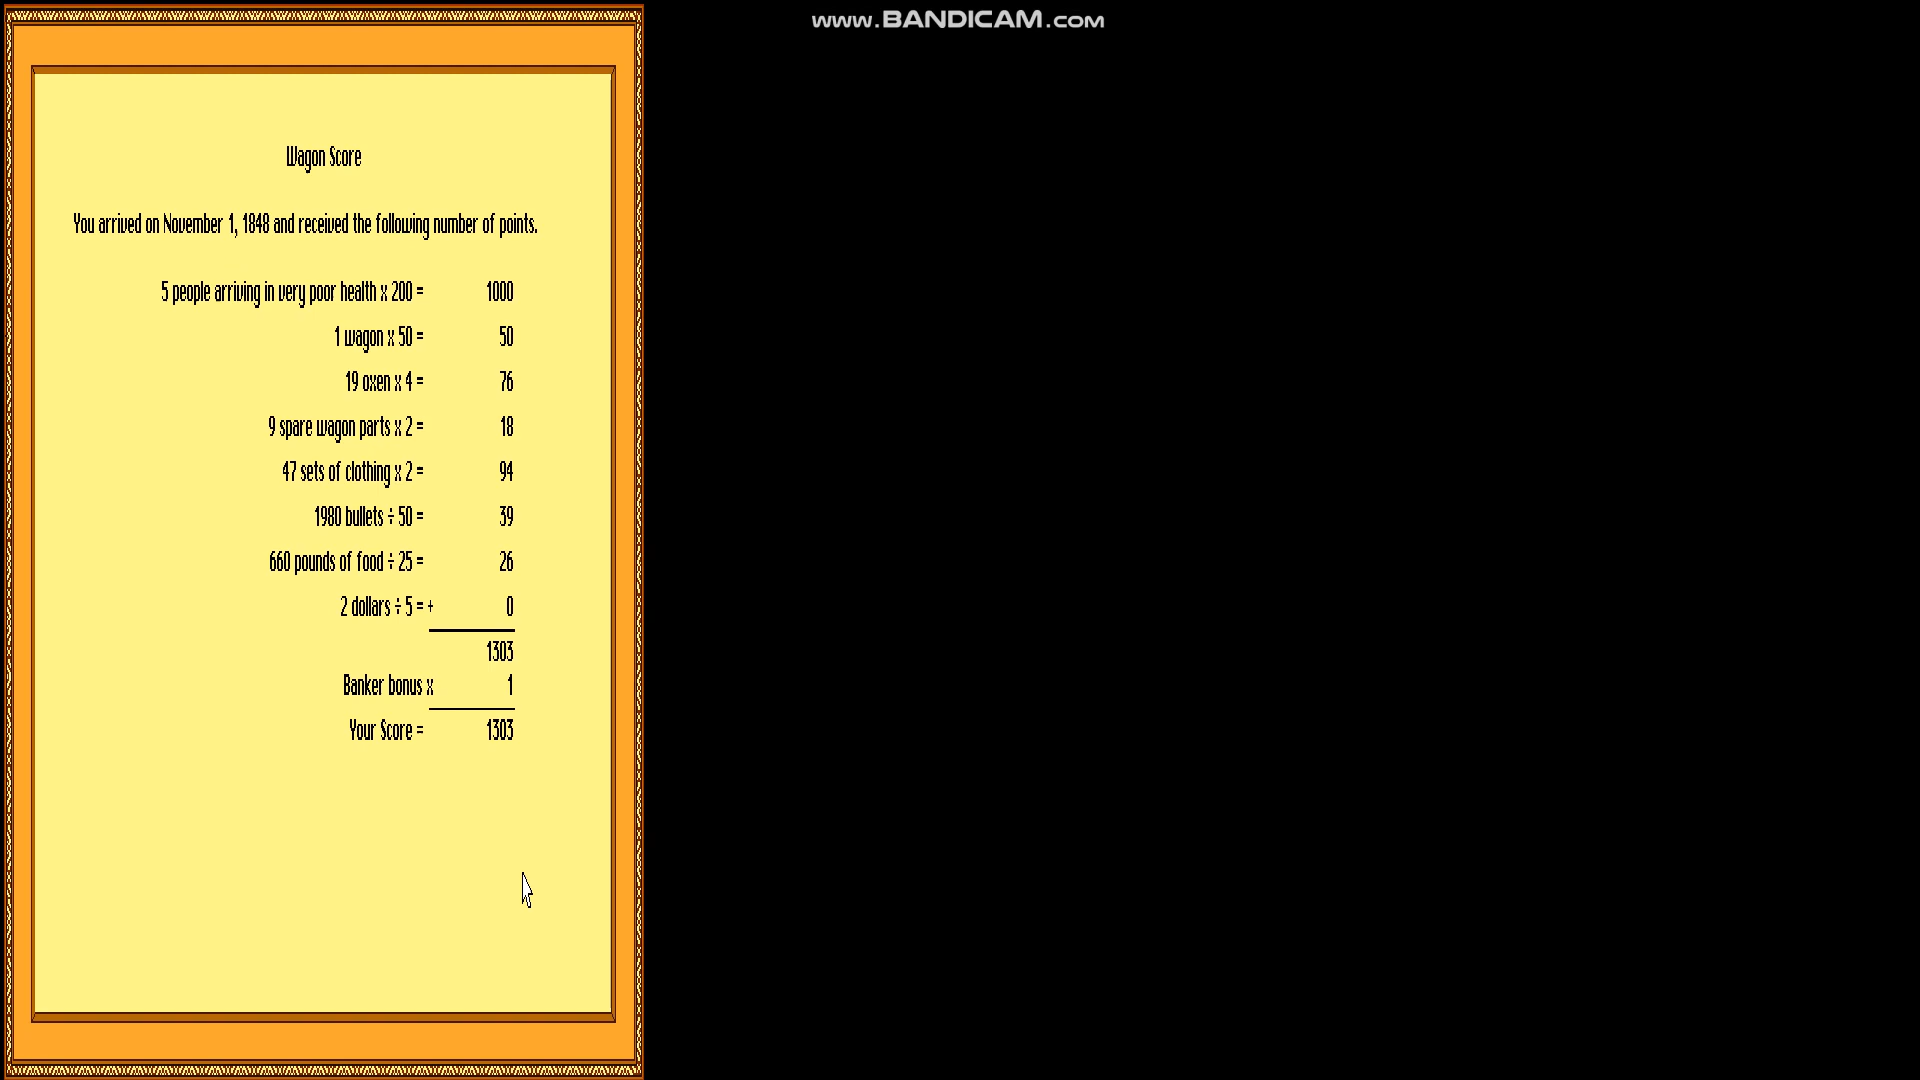 www.BANDICAM.com
Wagon Score
You arrived on November 1, 1848 and received the following number of points.
5 people arriving in very poor health x 200 = 1000
1 wagon x 50 = 50
19 oxen x 4 = 76
9 spare wagon parts x 2 = 18
47 sets of clothing x 2 = 94
1980 bullets ÷ 50 = 39
660 pounds of food ÷ 25 = 26
2 dollars ÷ 5 = + 0
1303
Banker bonus x 1
Your Score = 1303